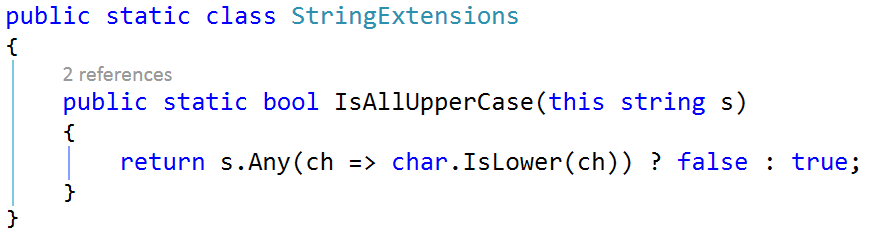 public static class StringExtensions
{
2 references
public static bool IsAllUpperCase(this string s)
{
return s.Any(ch => char.IsLower(ch)) ? false : true;
}
}